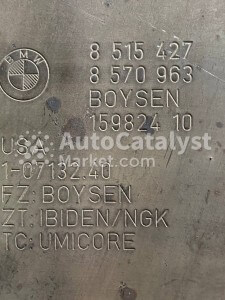 BMW
8 515 427
8 570 963
BOYSEN
159824 10
AutoCatalyst
Market
USA
1-07132.40
FZ: BOYSEN
ZT: IBIDEN/NGK
TC: UMICORE